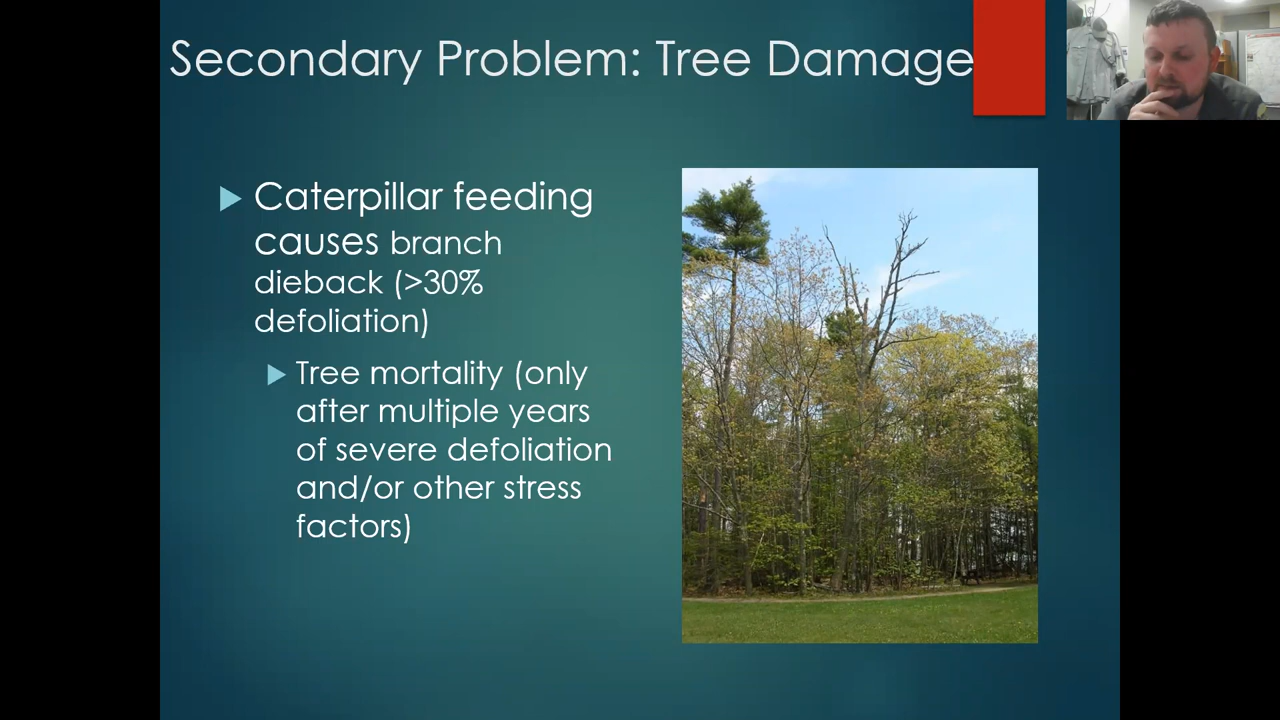 Secondary Problem: Tree Damage
Caterpillar feeding
causes branch
dieback (>30%
defoliation)
Tree mortality (only
after multiple years
of severe defoliation
and/or other stress
factors)